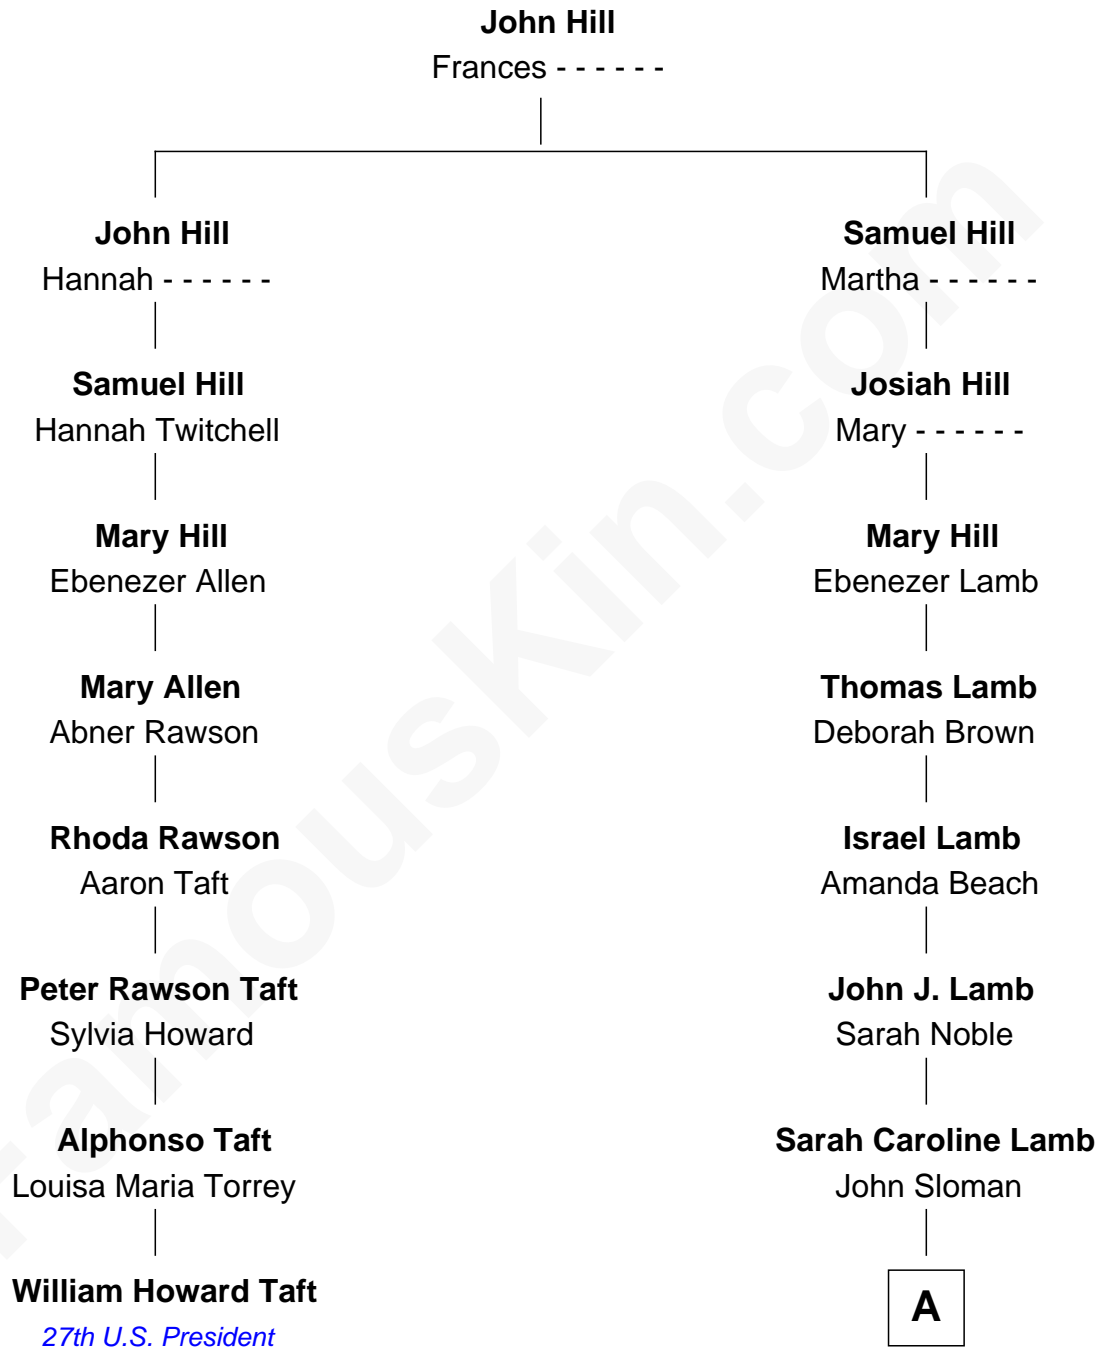 John Hill
Frances - - - - - -
John Hill
Hannah - - - - - -
Samuel Hill
Martha - - - - - -
Samuel Hill
Hannah Twitchell
Josiah Hill
Mary - - - - - -
Mary Hill
Ebenezer Allen
Mary Hill
Ebenezer Lamb
Mary Allen
Abner Rawson
Thomas Lamb
Deborah Brown
Rhoda Rawson
Aaron Taft
Israel Lamb
Amanda Beach
Peter Rawson Taft
Sylvia Howard
John J. Lamb
Sarah Noble
Alphonso Taft
Louisa Maria Torrey
Sarah Caroline Lamb
John Sloman
William Howard Taft
27th U.S. President
A
FamousKin.com